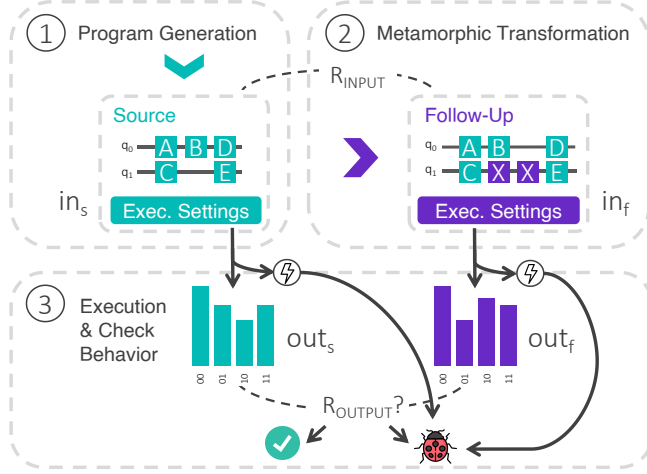 1 Program Generation
2 Metamorphic Transformation
R_INPUT
Source
q₀ A B D
q₁ C E
Exec. Settings
in_s
Follow-Up
q₀ A B D
q₁ C X X E
Exec. Settings
in_f
3 Execution
& Check
Behavior
00 01 10 11
out_s
00 01 10 11
out_f
R_OUTPUT?